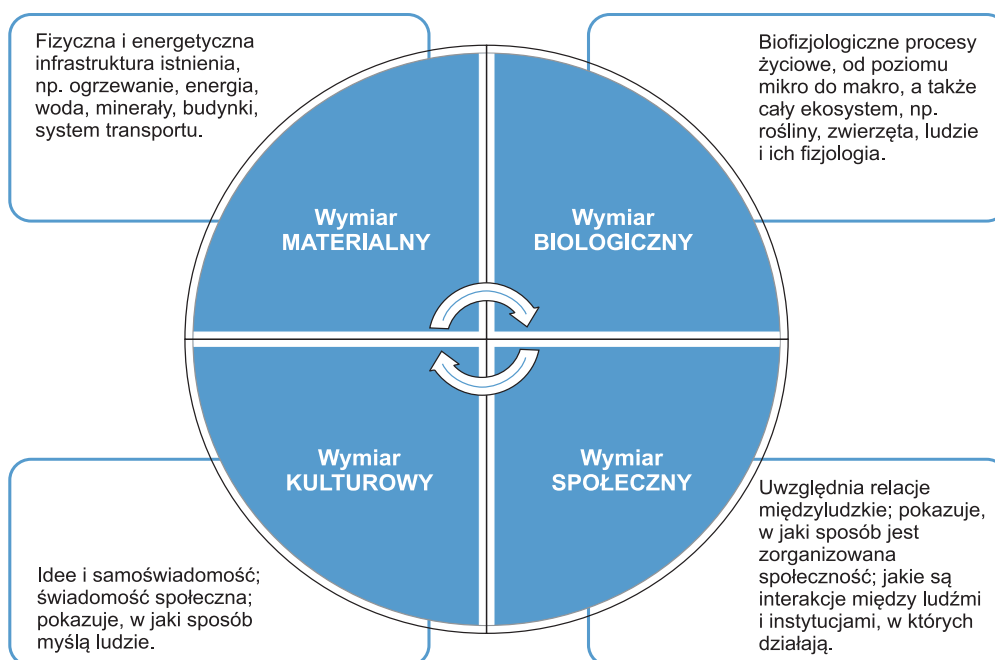 Fizyczna i energetyczna
infrastruktura istnienia,
np. ogrzewanie, energia,
woda, minerały, budynki,
system transportu.
Biofizjologiczne procesy
życiowe, od poziomu
mikro do makro, a także
cały ekosystem, np.
rośliny, zwierzęta, ludzie
i ich fizjologia.
Wymiar
MATERIALNY
Wymiar
BIOLOGICZNY
Wymiar
KULTUROWY
Wymiar
SPOŁECZNY
Idee i samoświadomość;
świadomość społeczna;
pokazuje, w jaki sposób
myślą ludzie.
Uwzględnia relacje
międzyludzkie; pokazuje,
w jaki sposób jest
zorganizowana
społeczność; jakie są
interakcje między ludźmi
i instytucjami, w których
działają.